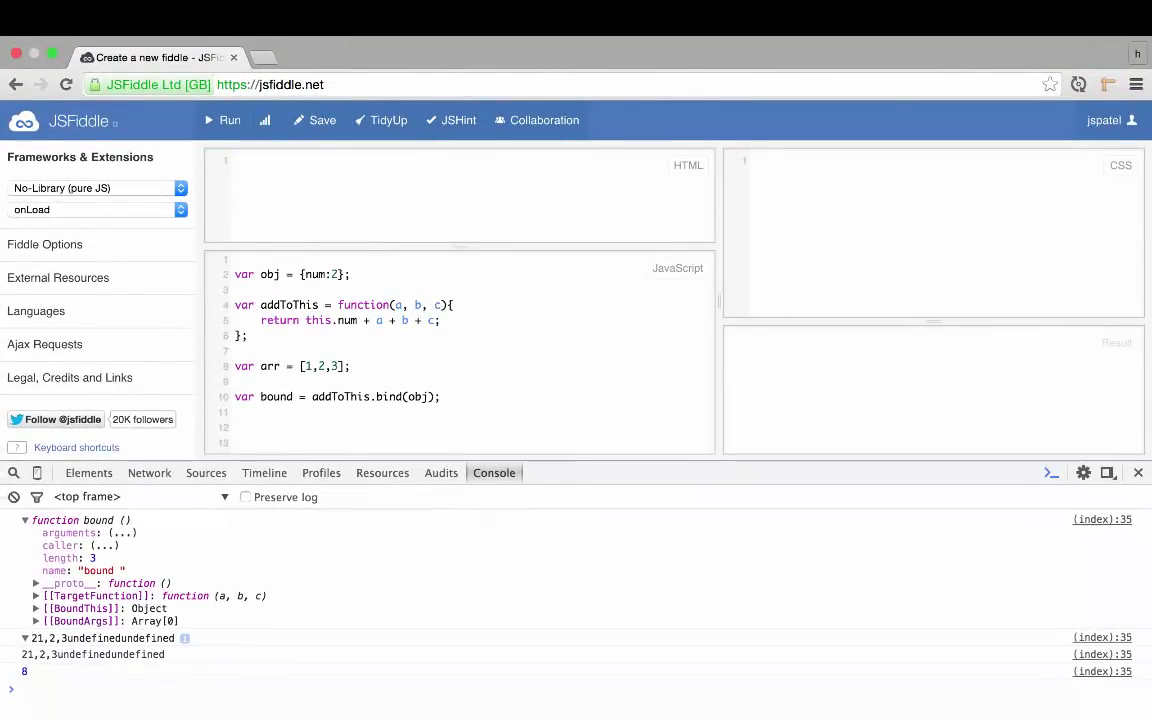 Create a new fiddle - JSFid
h
JSFiddle Ltd [GB] https://jsfiddle.net
JSFiddle
Run
Save
TidyUp
JSHint
Collaboration
jspatel
Frameworks & Extensions
No-Library (pure JS)
onLoad
Fiddle Options
External Resources
Languages
Ajax Requests
Legal, Credits and Links
Follow @jsfiddle 20K followers
? Keyboard shortcuts
1
HTML
1
CSS
JavaScript
Result
1
2 var obj = {num:2};
3
4 var addToThis = function(a, b, c){
5 return this.num + a + b + c;
6 };
7
8 var arr = [1,2,3];
9
10 var bound = addToThis.bind(obj);
11
12
13
Elements Network Sources Timeline Profiles Resources Audits Console
<top frame> Preserve log
function bound () (index):35
arguments: (...)
caller: (...)
length: 3
name: "bound "
__proto__: function ()
[[TargetFunction]]: function (a, b, c)
[[BoundThis]]: Object
[[BoundArgs]]: Array[0]
21,2,3undefinedundefined i (index):35
21,2,3undefinedundefined (index):35
8 (index):35
>